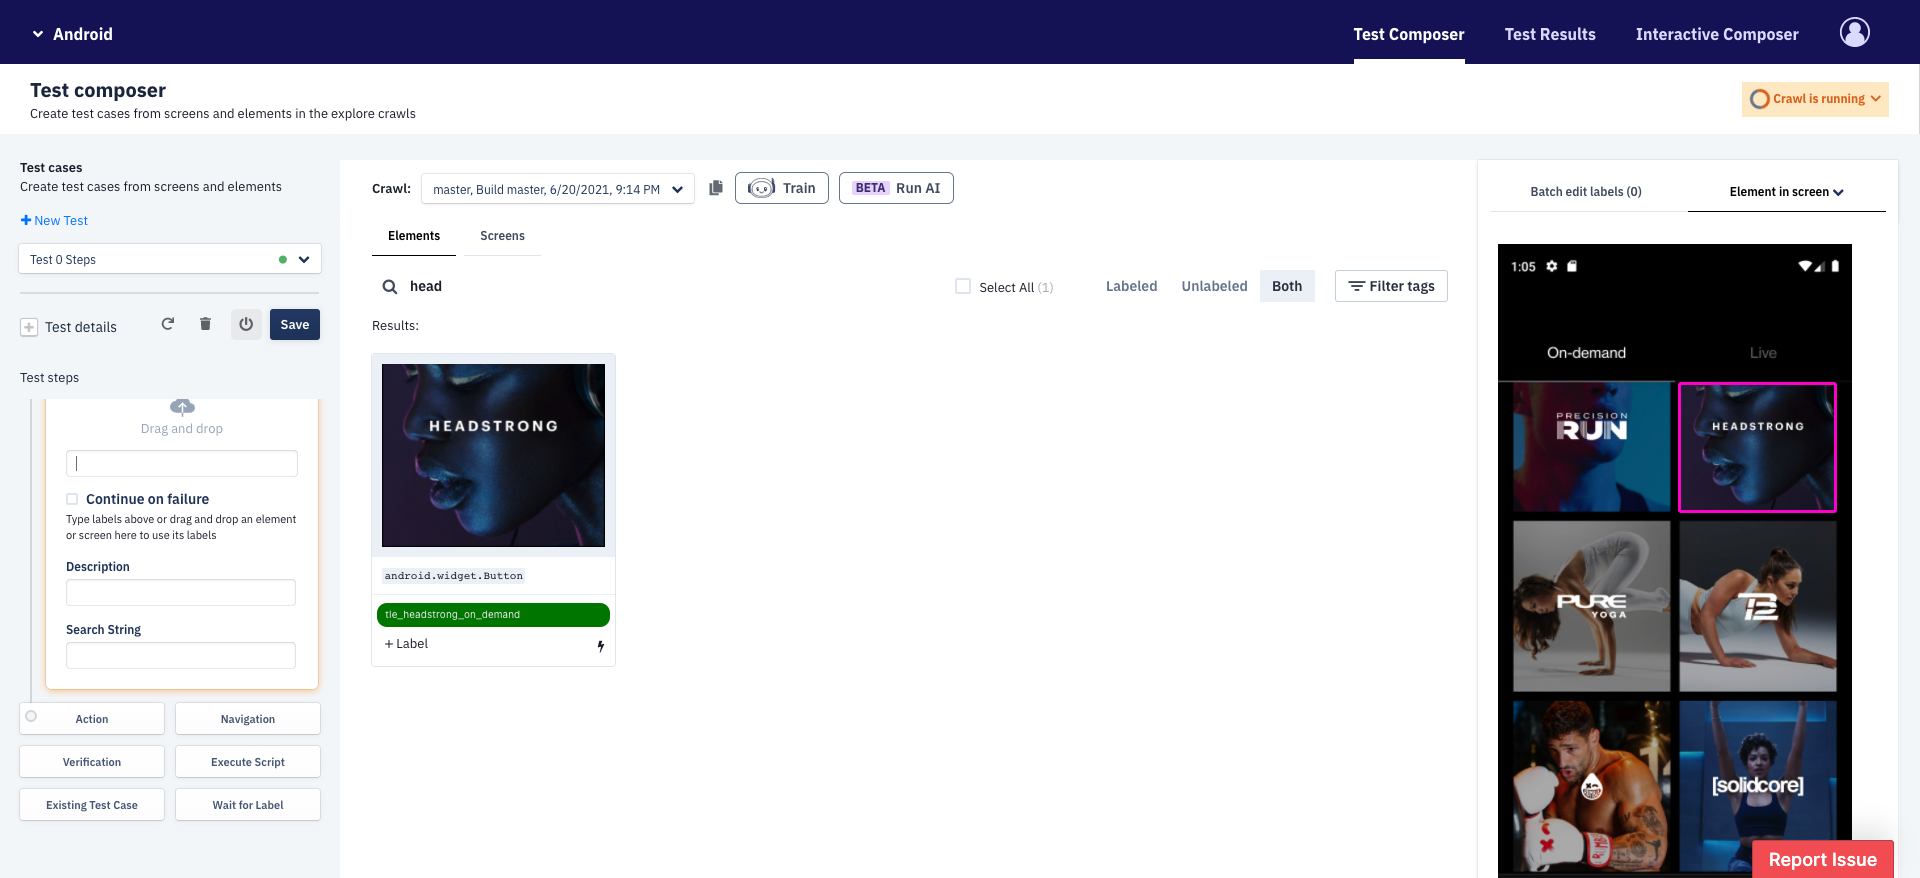 Android
Test Composer
Test Results
Interactive Composer
Test composer
Create test cases from screens and elements in the explore crawls
Crawl is running
Test cases
Create test cases from screens and elements
New Test
Test 0 Steps
Test details
Save
Test steps
Drag and drop
Continue on failure
Type labels above or drag and drop an element
or screen here to use its labels
Description
Search String
Action
Navigation
Verification
Execute Script
Existing Test Case
Wait for Label
Crawl:
master, Build master, 6/20/2021, 9:14 PM
Train
BETA Run AI
Elements
Screens
head
Select All (1)
Labeled
Unlabeled
Both
Filter tags
Results:
HEADSTRONG
android.widget.Button
tle_headstrong_on_demand
+ Label
Batch edit labels (0)
Element in screen
1:05
On-demand
Live
PRECISION
RUN
HEADSTRONG
PURE
YOGA
[solidcore]
Report Issue